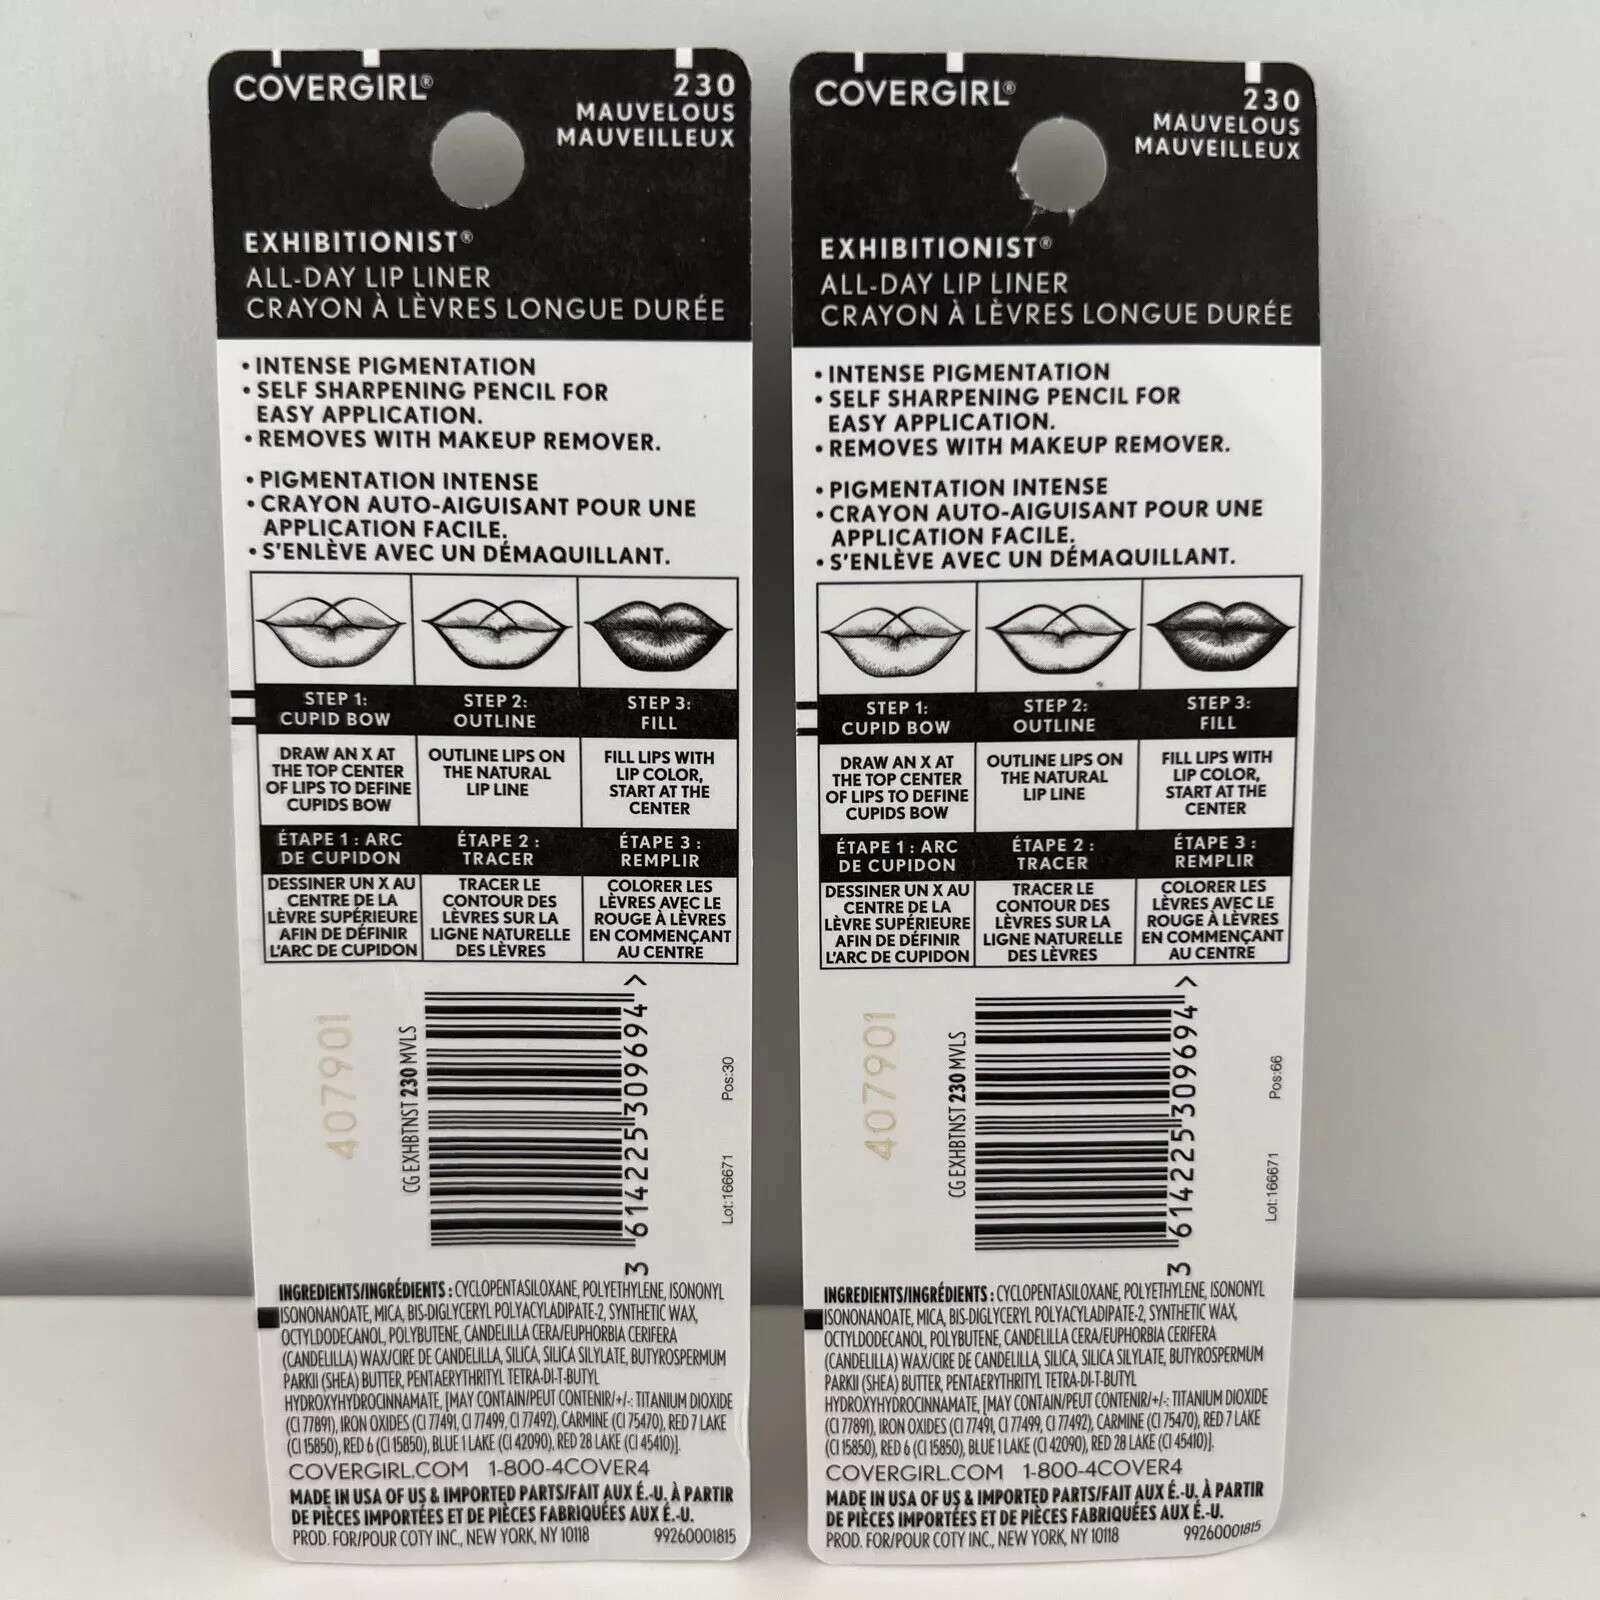 COVERGIRL®
230
MAUVELOUS
MAUVEILLEUX
EXHIBITIONIST®
ALL-DAY LIP LINER
CRAYON À LÈVRES LONGUE DURÉE
• INTENSE PIGMENTATION
• SELF SHARPENING PENCIL FOR
EASY APPLICATION.
• REMOVES WITH MAKEUP REMOVER.
• PIGMENTATION INTENSE
• CRAYON AUTO-AIGUISANT POUR UNE
APPLICATION FACILE.
• S'ENLÈVE AVEC UN DÉMAQUILLANT.
STEP 1:
CUPID BOW
STEP 2:
OUTLINE
STEP 3:
FILL
DRAW AN X AT
THE TOP CENTER
OF LIPS TO DEFINE
CUPIDS BOW
OUTLINE LIPS ON
THE NATURAL
LIP LINE
FILL LIPS WITH
LIP COLOR,
START AT THE
CENTER
ÉTAPE 1 : ARC
DE CUPIDON
ÉTAPE 2 :
TRACER
ÉTAPE 3 :
REMPLIR
DESSINER UN X AU
CENTRE DE LA
LÈVRE SUPÉRIEURE
AFIN DE DÉFINIR
L'ARC DE CUPIDON
TRACER LE
CONTOUR DES
LÈVRES SUR LA
LIGNE NATURELLE
DES LÈVRES
COLORER LES
LÈVRES AVEC LE
ROUGE À LÈVRES
EN COMMENÇANT
AU CENTRE
407901
CG EXHBTNST 230 MVLS
3 614225 309694 >
Lot:166671 Pos:30
INGREDIENTS/INGRÉDIENTS : CYCLOPENTASILOXANE, POLYETHYLENE, ISONONYL
ISONONANOATE, MICA, BIS-DIGLYCERYL POLYACYLADIPATE-2, SYNTHETIC WAX,
OCTYLDODECANOL, POLYBUTENE, CANDELILLA CERA/EUPHORBIA CERIFERA
(CANDELILLA) WAX/CIRE DE CANDELILLA, SILICA, SILICA SILYLATE, BUTYROSPERMUM
PARKII (SHEA) BUTTER, PENTAERYTHRITYL TETRA-DI-T-BUTYL
HYDROXYHYDROCINNAMATE, [MAY CONTAIN/PEUT CONTENIR/+/-: TITANIUM DIOXIDE
(CI 77891), IRON OXIDES (CI 77491, CI 77499, CI 77492), CARMINE (CI 75470), RED 7 LAKE
(CI 15850), RED 6 (CI 15850), BLUE 1 LAKE (CI 42090), RED 28 LAKE (CI 45410)].
COVERGIRL.COM 1-800-4COVER4
MADE IN USA OF US & IMPORTED PARTS/FAIT AUX É.-U. À PARTIR
DE PIÈCES IMPORTÉES ET DE PIÈCES FABRIQUÉES AUX É.-U.
PROD. FOR/POUR COTY INC., NEW YORK, NY 10118 99260001815
COVERGIRL®
230
MAUVELOUS
MAUVEILLEUX
EXHIBITIONIST®
ALL-DAY LIP LINER
CRAYON À LÈVRES LONGUE DURÉE
• INTENSE PIGMENTATION
• SELF SHARPENING PENCIL FOR
EASY APPLICATION.
• REMOVES WITH MAKEUP REMOVER.
• PIGMENTATION INTENSE
• CRAYON AUTO-AIGUISANT POUR UNE
APPLICATION FACILE.
• S'ENLÈVE AVEC UN DÉMAQUILLANT.
STEP 1:
CUPID BOW
STEP 2:
OUTLINE
STEP 3:
FILL
DRAW AN X AT
THE TOP CENTER
OF LIPS TO DEFINE
CUPIDS BOW
OUTLINE LIPS ON
THE NATURAL
LIP LINE
FILL LIPS WITH
LIP COLOR,
START AT THE
CENTER
ÉTAPE 1 : ARC
DE CUPIDON
ÉTAPE 2 :
TRACER
ÉTAPE 3 :
REMPLIR
DESSINER UN X AU
CENTRE DE LA
LÈVRE SUPÉRIEURE
AFIN DE DÉFINIR
L'ARC DE CUPIDON
TRACER LE
CONTOUR DES
LÈVRES SUR LA
LIGNE NATURELLE
DES LÈVRES
COLORER LES
LÈVRES AVEC LE
ROUGE À LÈVRES
EN COMMENÇANT
AU CENTRE
407901
CG EXHBTNST 230 MVLS
3 614225 309694 >
Lot:166671 Pos:66
INGREDIENTS/INGRÉDIENTS : CYCLOPENTASILOXANE, POLYETHYLENE, ISONONYL
ISONONANOATE, MICA, BIS-DIGLYCERYL POLYACYLADIPATE-2, SYNTHETIC WAX,
OCTYLDODECANOL, POLYBUTENE, CANDELILLA CERA/EUPHORBIA CERIFERA
(CANDELILLA) WAX/CIRE DE CANDELILLA, SILICA, SILICA SILYLATE, BUTYROSPERMUM
PARKII (SHEA) BUTTER, PENTAERYTHRITYL TETRA-DI-T-BUTYL
HYDROXYHYDROCINNAMATE, [MAY CONTAIN/PEUT CONTENIR/+/-: TITANIUM DIOXIDE
(CI 77891), IRON OXIDES (CI 77491, CI 77499, CI 77492), CARMINE (CI 75470), RED 7 LAKE
(CI 15850), RED 6 (CI 15850), BLUE 1 LAKE (CI 42090), RED 28 LAKE (CI 45410)].
COVERGIRL.COM 1-800-4COVER4
MADE IN USA OF US & IMPORTED PARTS/FAIT AUX É.-U. À PARTIR
DE PIÈCES IMPORTÉES ET DE PIÈCES FABRIQUÉES AUX É.-U.
PROD. FOR/POUR COTY INC., NEW YORK, NY 10118 99260001815